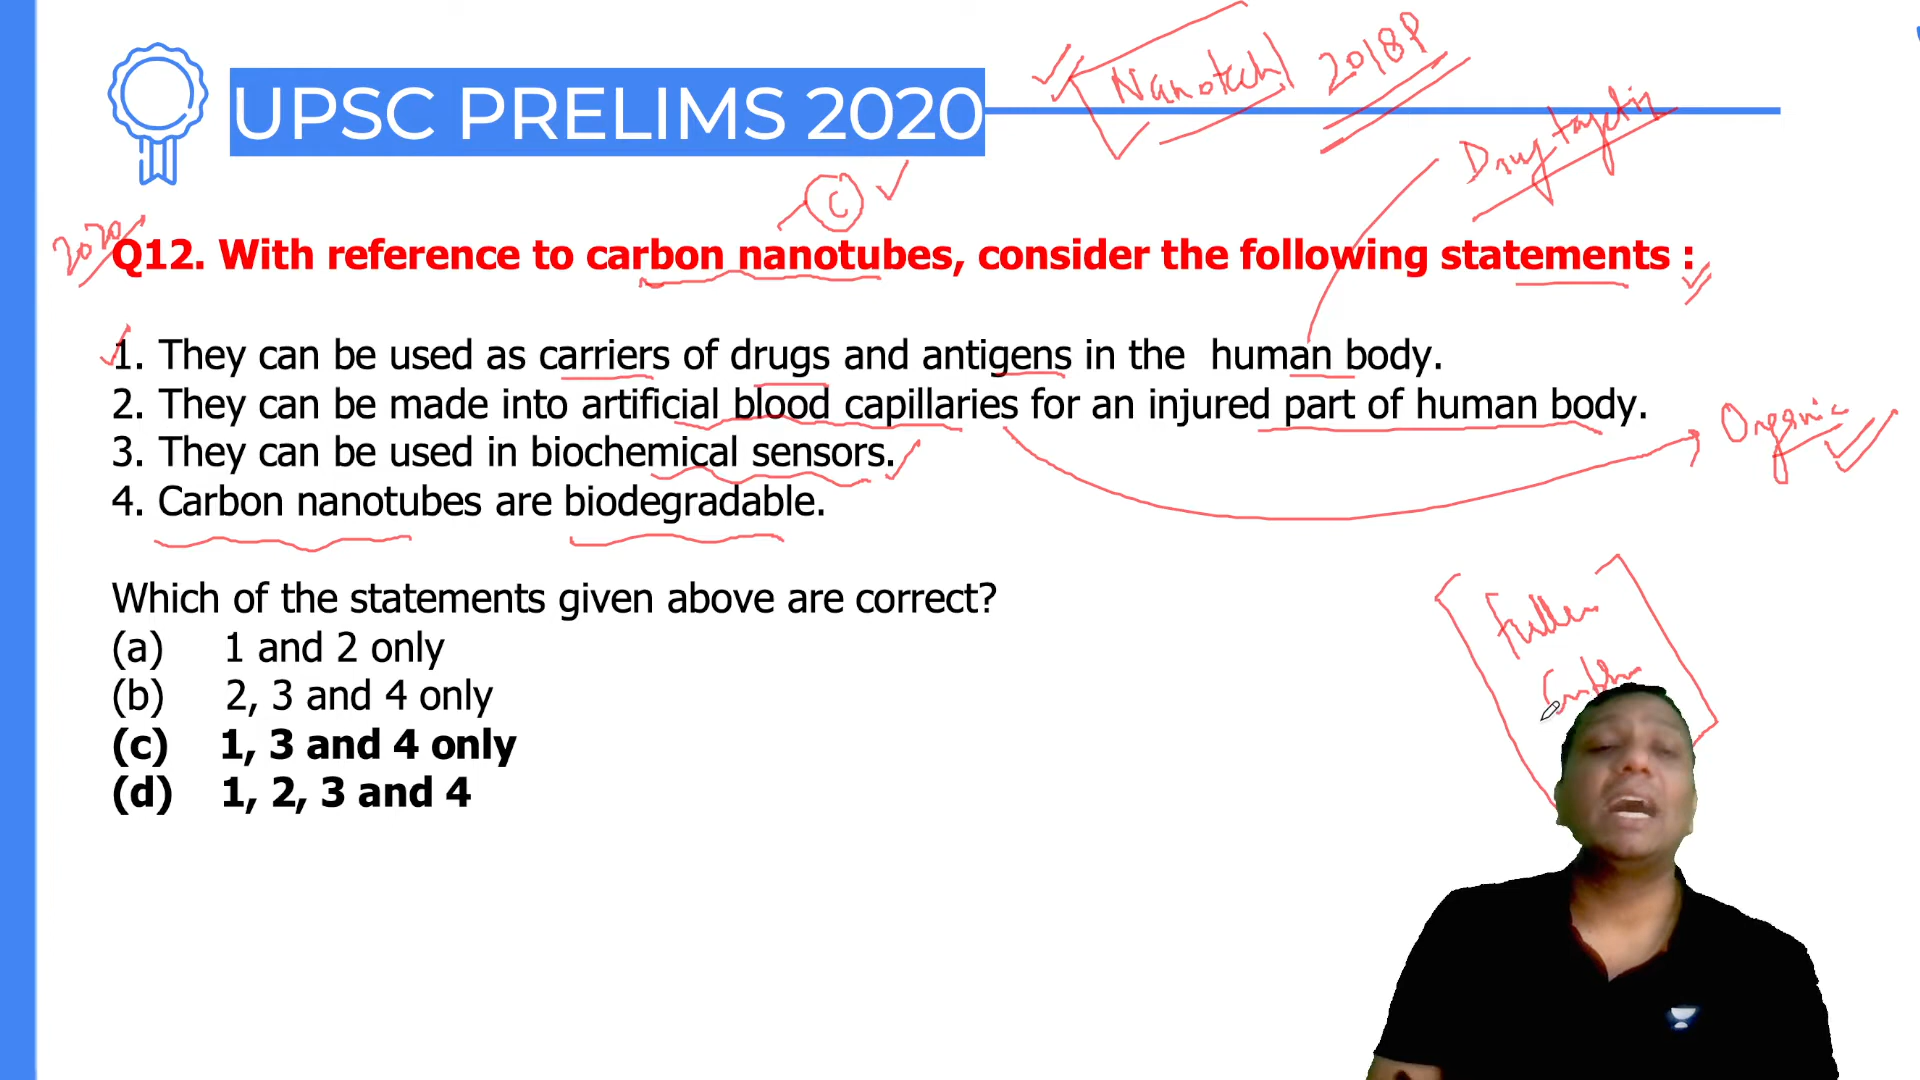 UPSC PRELIMS 2020
Nanotech 2018P
Drug
C
2020
Q12. With reference to carbon nanotubes, consider the following statements :
1. They can be used as carriers of drugs and antigens in the human body.
2. They can be made into artificial blood capillaries for an injured part of human body.
Organic
3. They can be used in biochemical sensors.
4. Carbon nanotubes are biodegradable.
Which of the statements given above are correct?
(a) 1 and 2 only
(b) 2, 3 and 4 only
(c) 1, 3 and 4 only
(d) 1, 2, 3 and 4